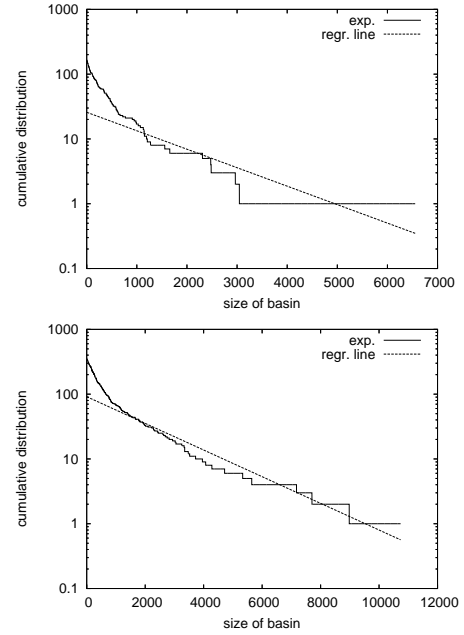 1000
100
10
1
0.1
cumulative distribution
exp.
regr. line
0 1000 2000 3000 4000 5000 6000 7000
size of basin
1000
100
10
1
0.1
cumulative distribution
exp.
regr. line
0 2000 4000 6000 8000 10000 12000
size of basin